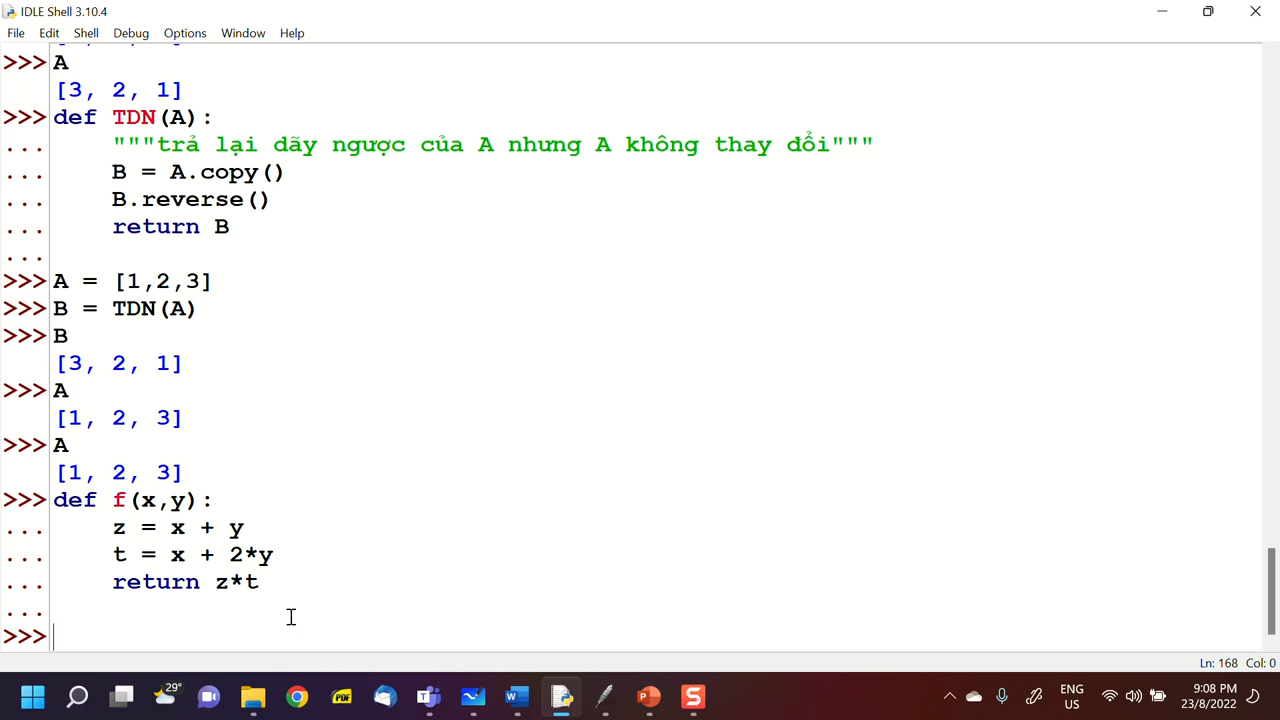 IDLE Shell 3.10.4
File Edit Shell Debug Options Window Help
>>> A
[3, 2, 1]
>>> def TDN(A):
... """trả lại dãy ngược của A nhưng A không thay đổi"""
... B = A.copy()
... B.reverse()
... return B
...
>>> A = [1,2,3]
>>> B = TDN(A)
>>> B
[3, 2, 1]
>>> A
[1, 2, 3]
>>> A
[1, 2, 3]
>>> def f(x,y):
... z = x + y
... t = x + 2*y
... return z*t
...
>>>
Ln: 168 Col: 0
29°
PDF
ENG
US
9:08 PM
23/8/2022